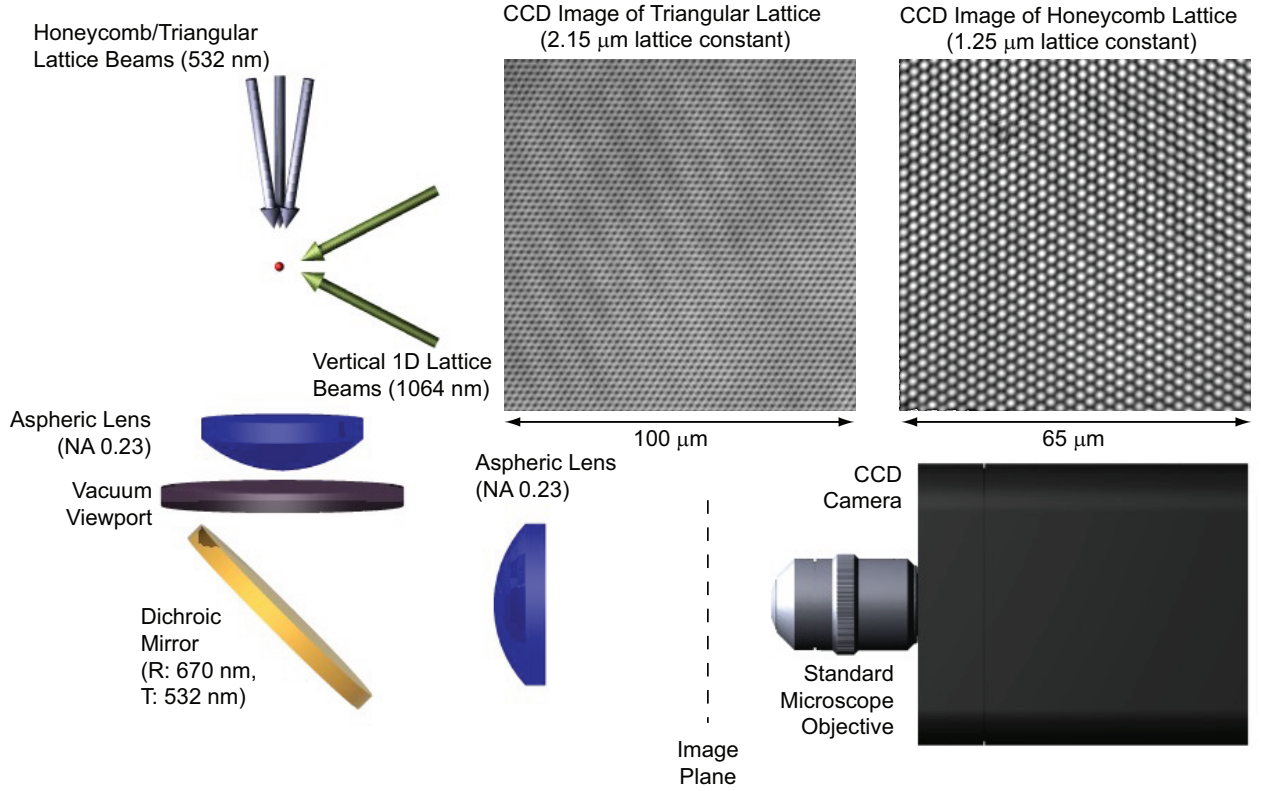 Honeycomb/Triangular
Lattice Beams (532 nm)
CCD Image of Triangular Lattice
(2.15 μm lattice constant)
CCD Image of Honeycomb Lattice
(1.25 μm lattice constant)
Vertical 1D Lattice
Beams (1064 nm)
100 μm
65 μm
Aspheric Lens
(NA 0.23)
Vacuum
Viewport
Aspheric Lens
(NA 0.23)
CCD
Camera
Dichroic
Mirror
(R: 670 nm,
T: 532 nm)
Standard
Microscope
Objective
Image
Plane